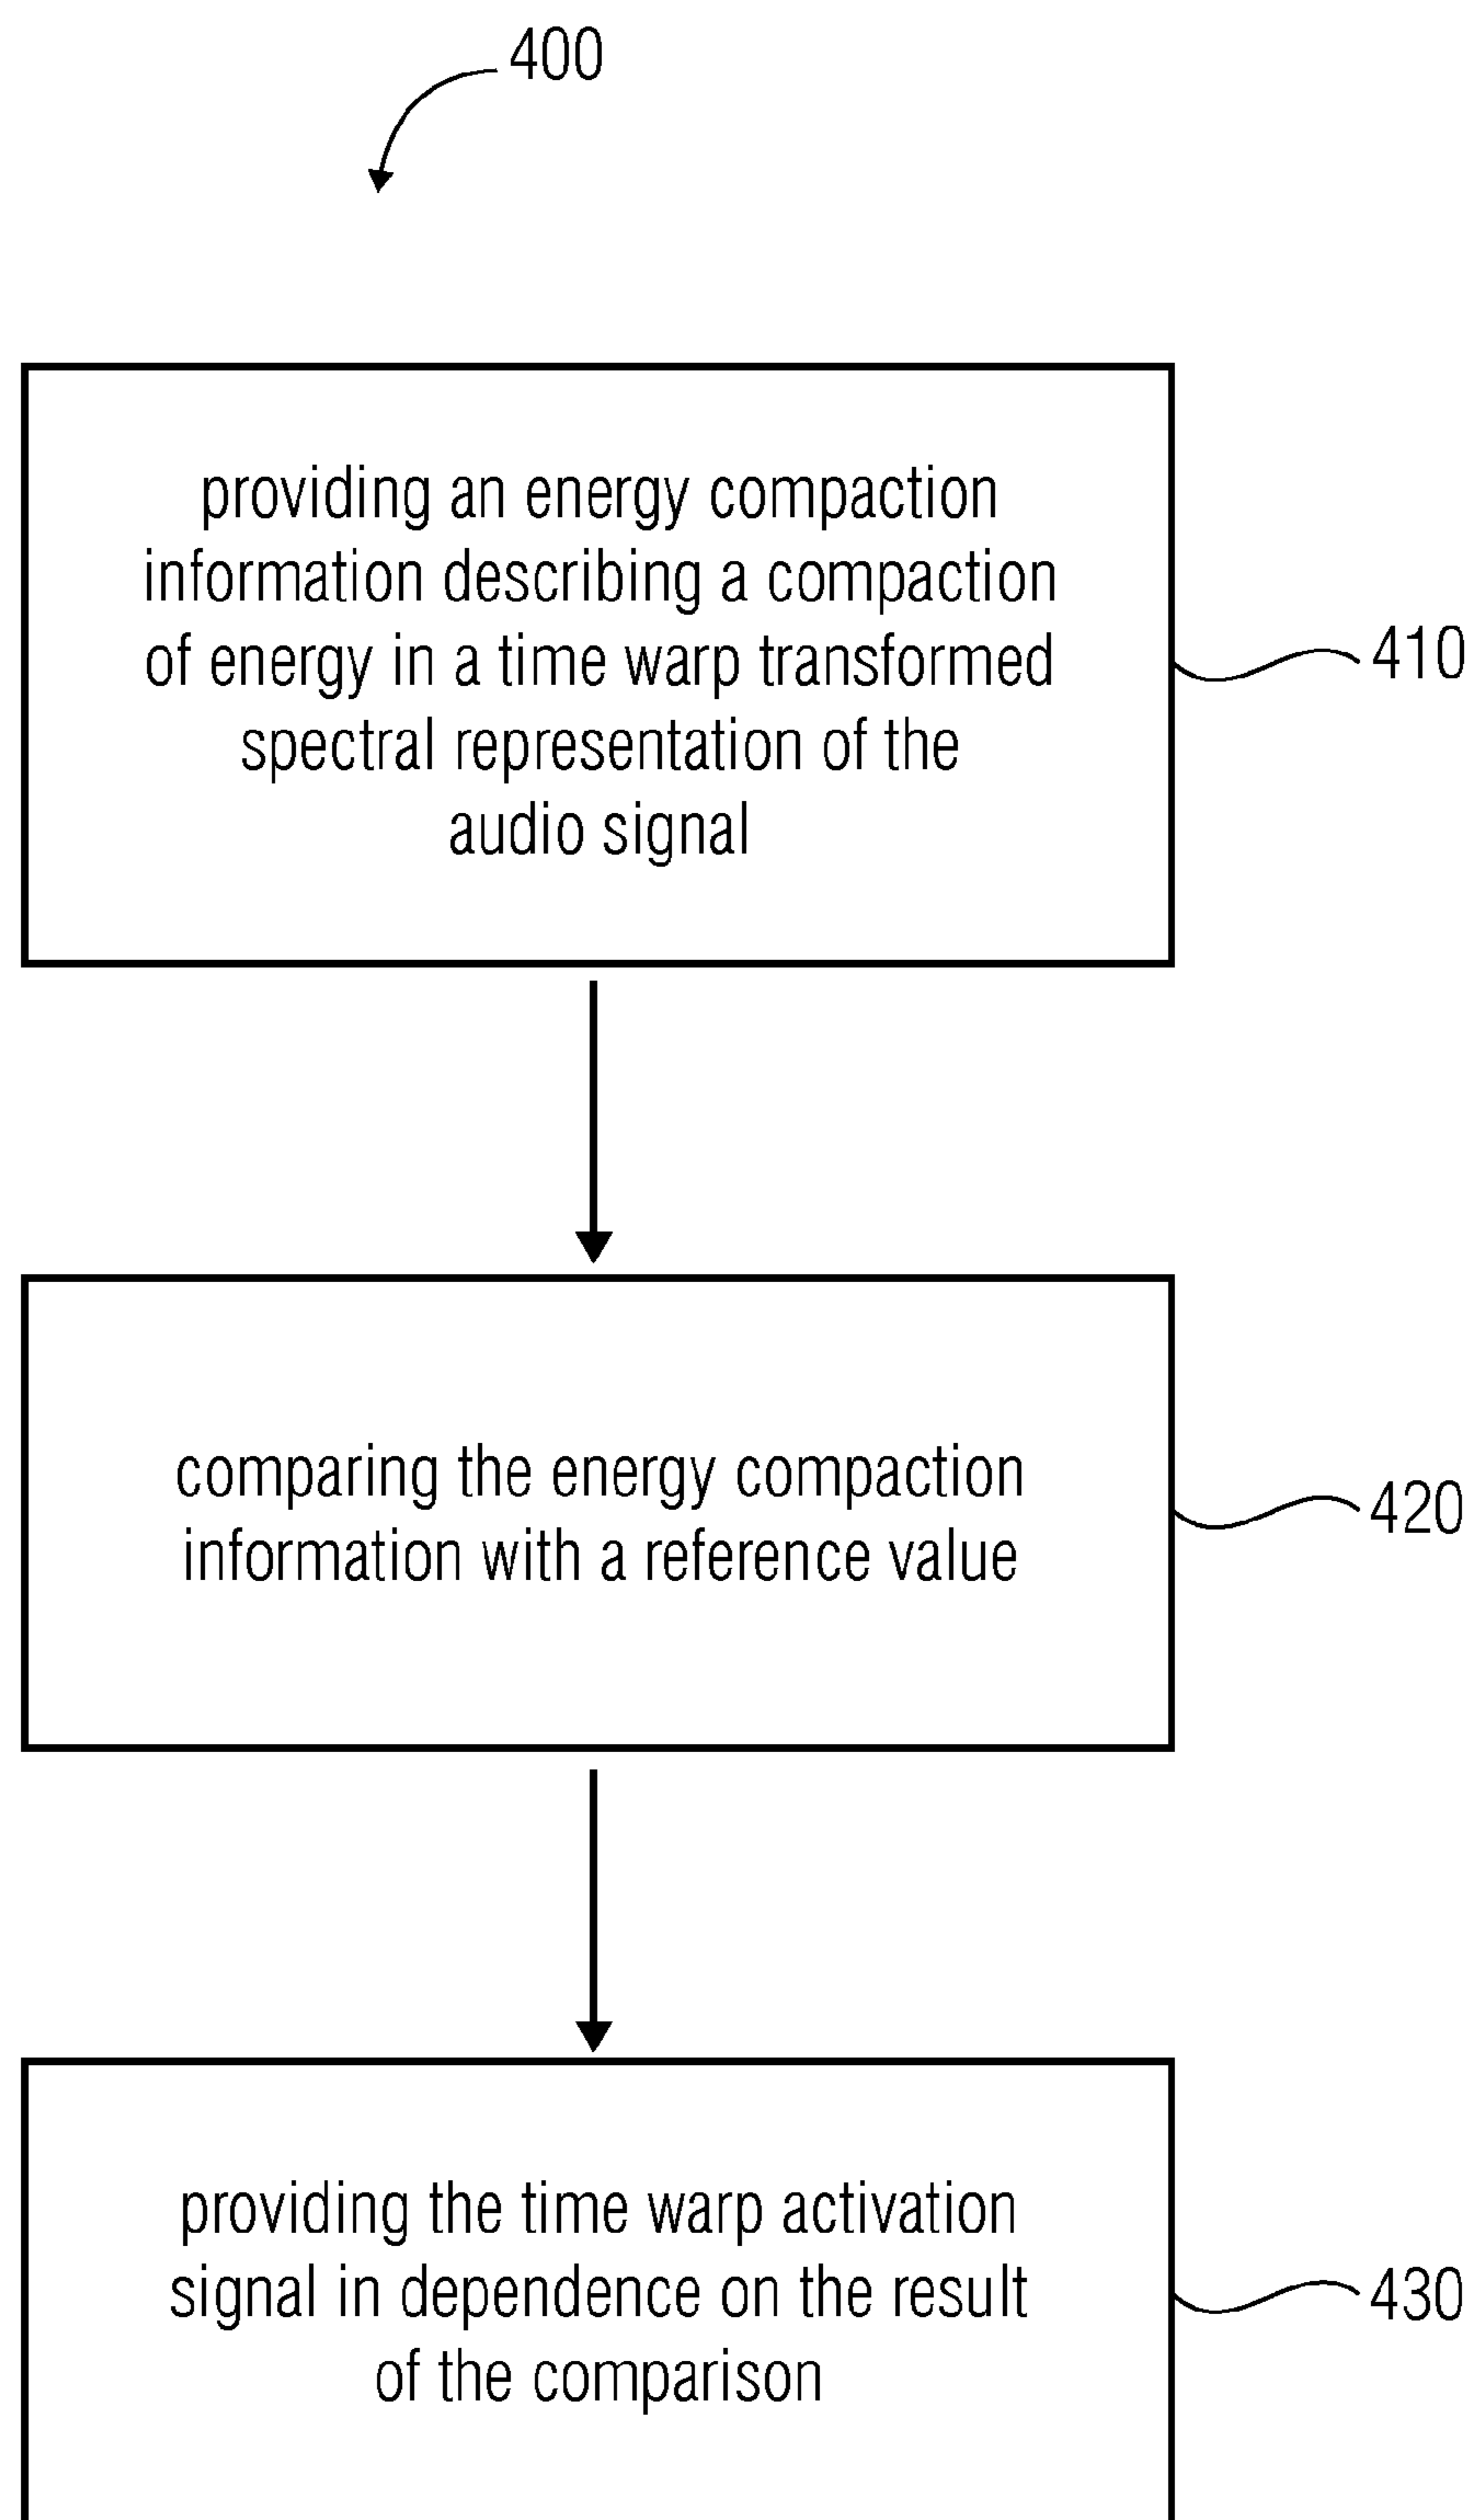 400
providing an energy compaction
information describing a compaction
of energy in a time warp transformed
spectral representation of the
audio signal
410
comparing the energy compaction
information with a reference value
420
providing the time warp activation
signal in dependence on the result
of the comparison
430